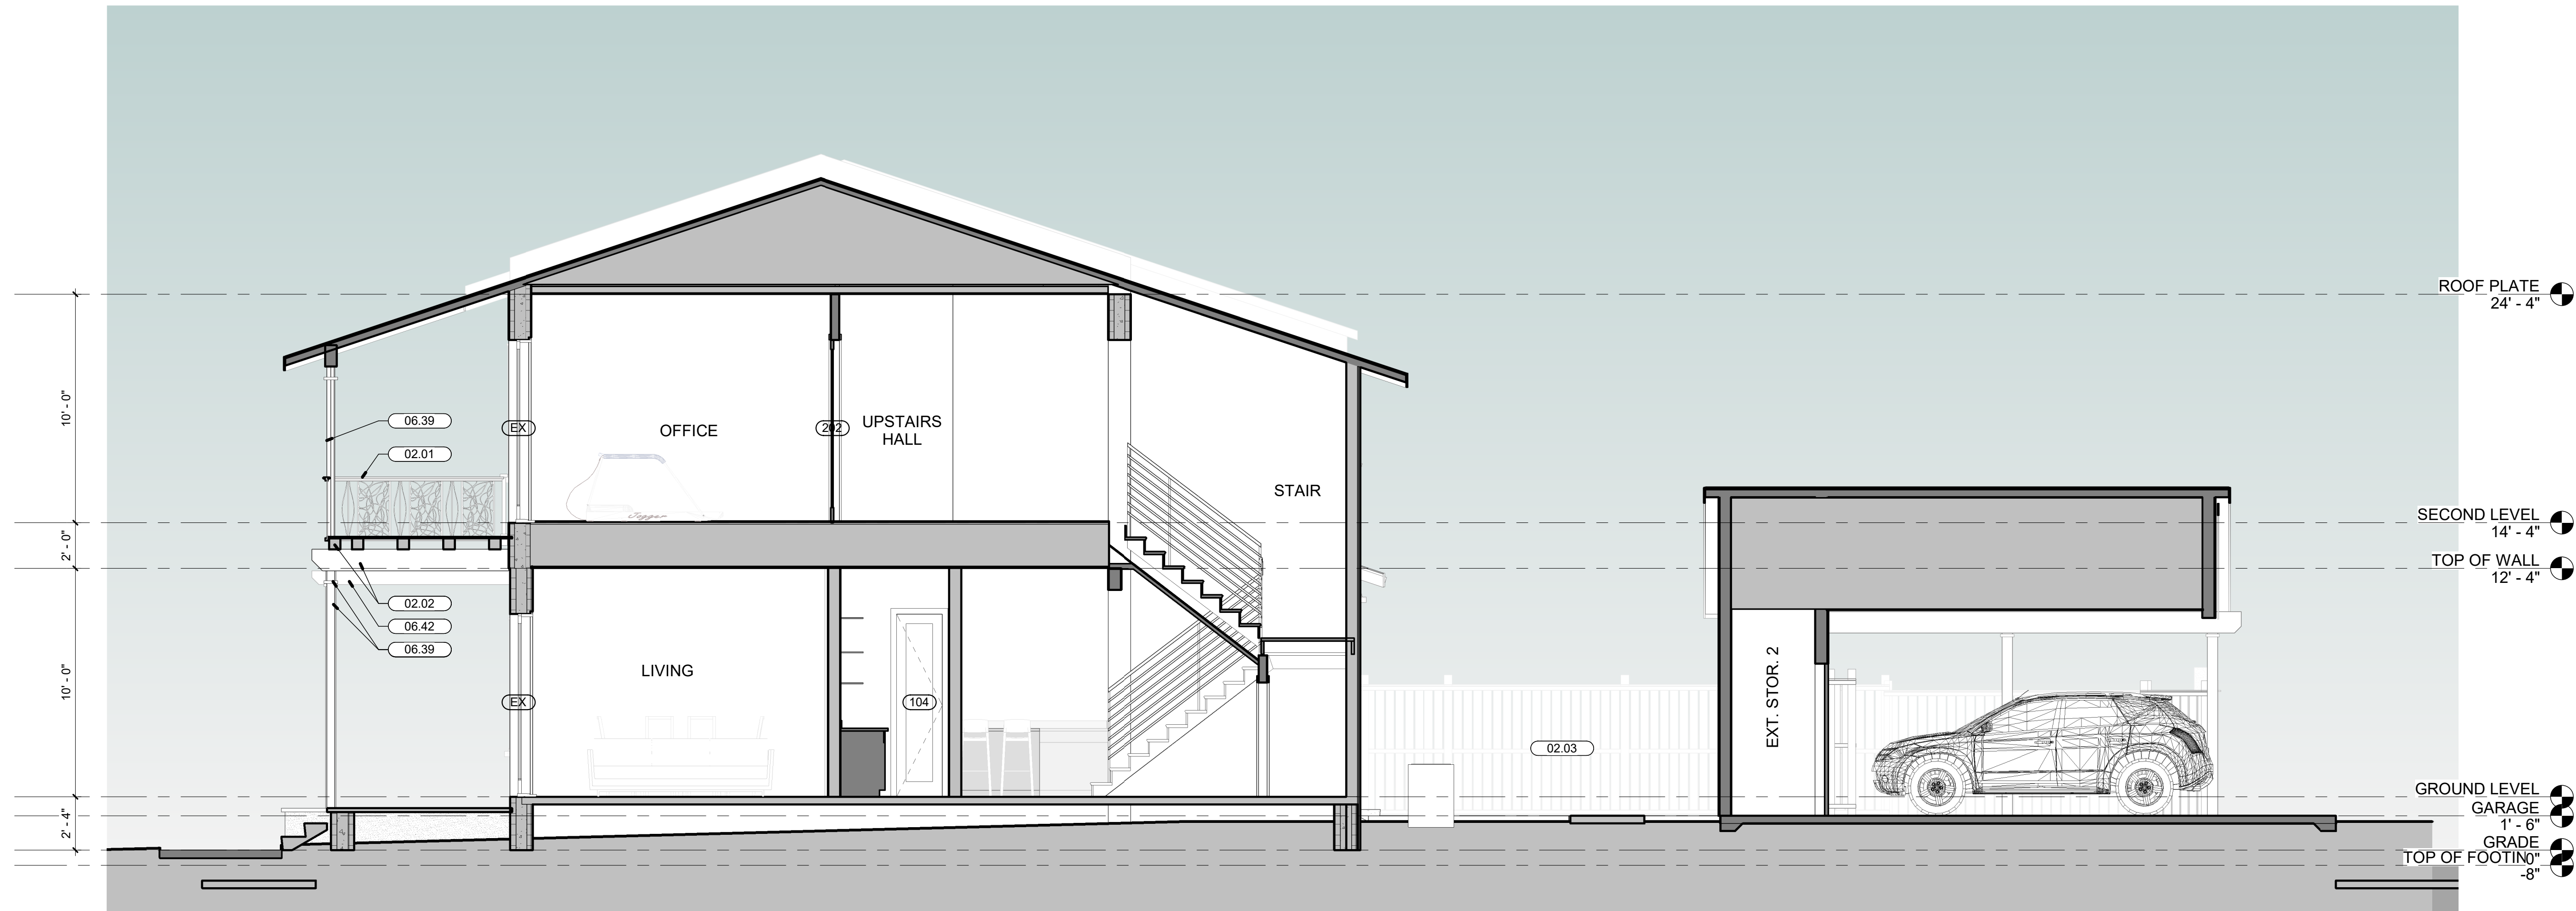 ROOF PLATE
24' - 4"
10' - 0"
06.39
EX
OFFICE
202
UPSTAIRS
HALL
02.01
STAIR
Jogger
SECOND LEVEL
14' - 4"
2' - 0"
TOP OF WALL
12' - 4"
02.02
06.42
06.39
10' - 0"
LIVING
EX
104
EXT. STOR. 2
02.03
GROUND LEVEL
GARAGE
1' - 6"
2' - 4"
GRADE
0"
TOP OF FOOTIN
-8"